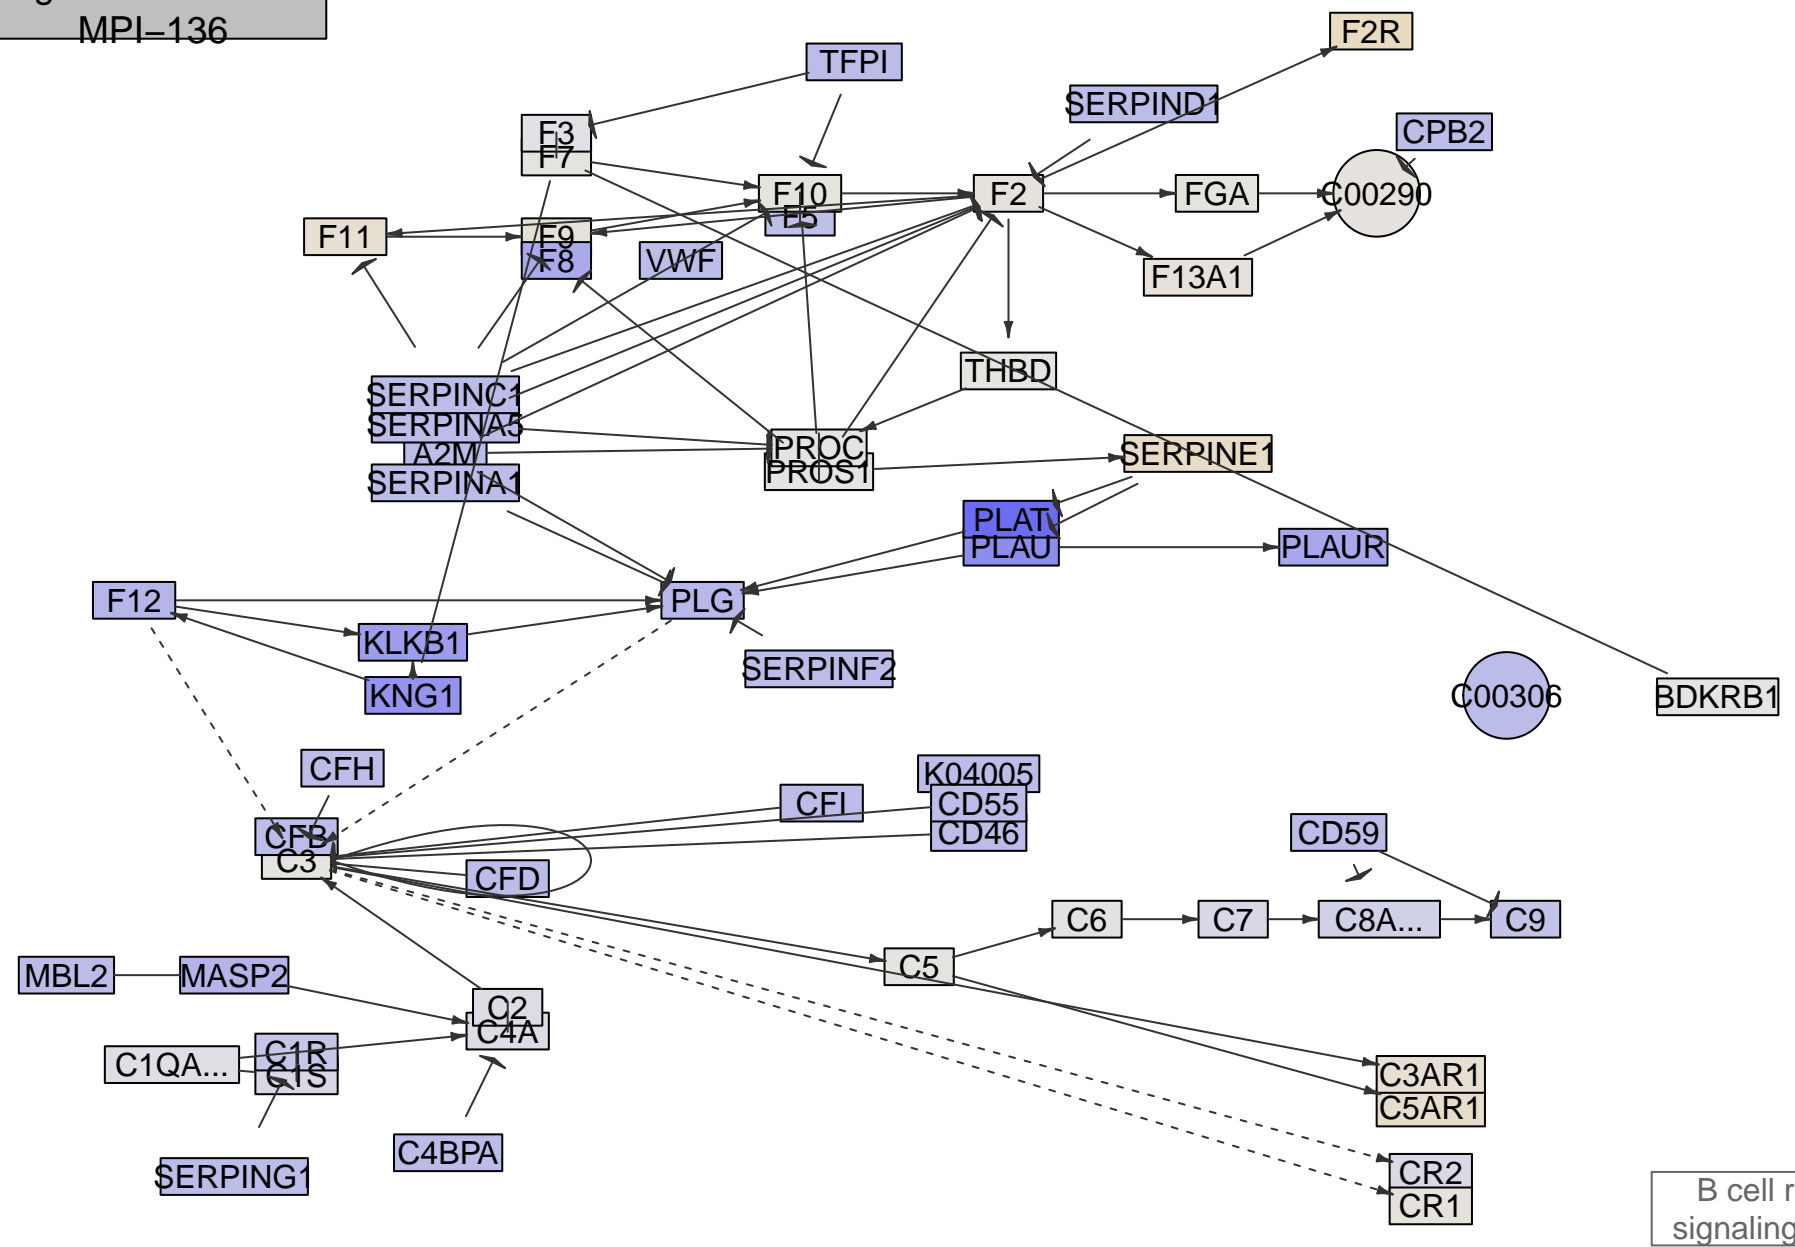 MPI−136
F2R
TFPI
SERPIND1
CPB2
F3
F7
F10
F5
F2
FGA
C00290
F11
F9
F8
VWF
F13A1
THBD
SERPINC1
SERPINA5
A2M
SERPINA1
PROC
PROS1
SERPINE1
PLAT
PLAU
PLAUR
F12
PLG
KLKB1
KNG1
SERPINF2
C00306
BDKRB1
CFH
K04005
CFI
CD55
CD46
CD59
CFB
C3
CFD
C6
C7
C8A...
C9
MBL2
MASP2
C5
C2
C4A
C1QA...
C1R
C1S
C3AR1
C5AR1
C4BPA
SERPING1
CR2
CR1
B cell r
signaling